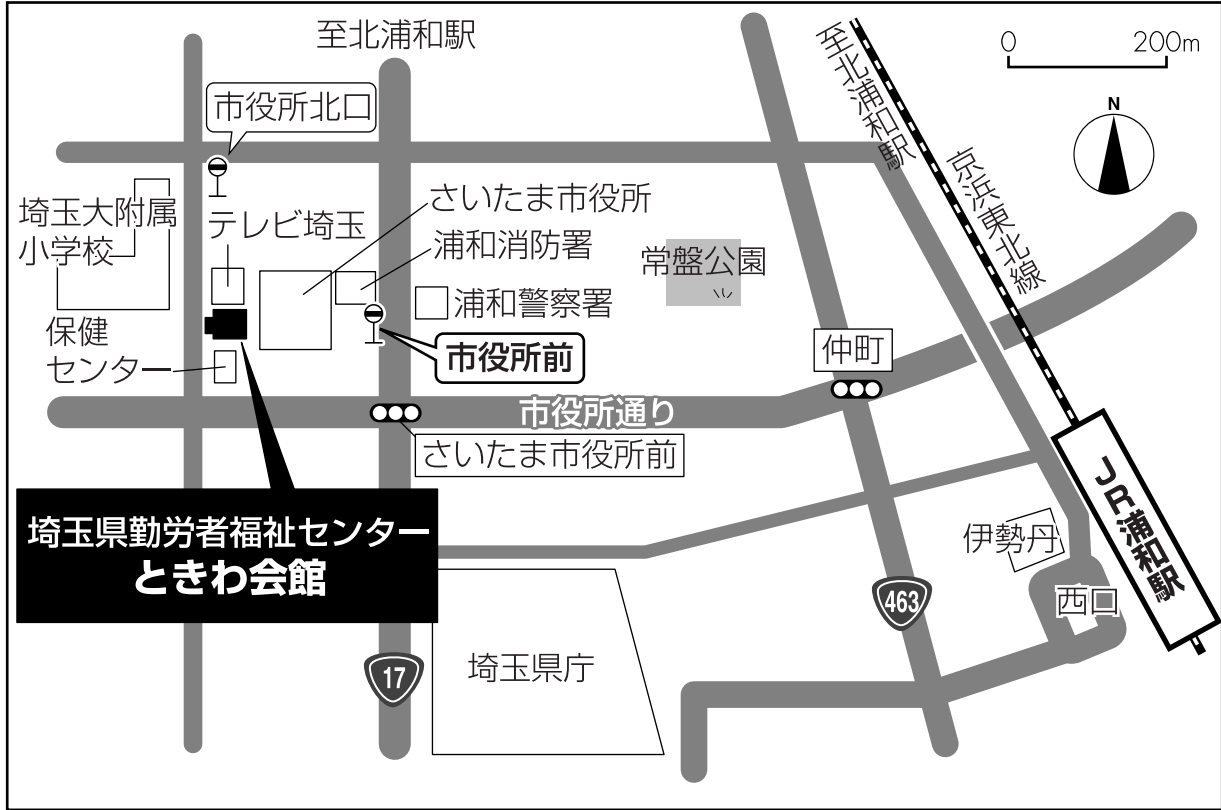 至北浦和駅
至北浦和駅
0 200m
N
市役所北口
京浜東北線
埼玉大附属
小学校
テレビ埼玉
さいたま市役所
浦和消防署
常盤公園
浦和警察署
保健
センター
市役所前
仲町
市役所通り
さいたま市役所前
埼玉県勤労者福祉センター
ときわ会館
JR浦和駅
伊勢丹
西口
463
17
埼玉県庁